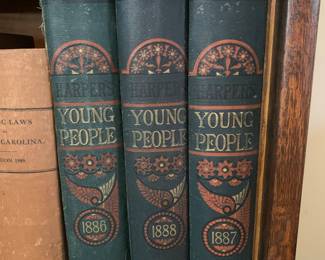 LAWS
CAROLINA.
HARPER'S
YOUNG
PEOPLE
1886
HARPER'S
YOUNG
PEOPLE
1888
HARPER'S
YOUNG
PEOPLE
1887